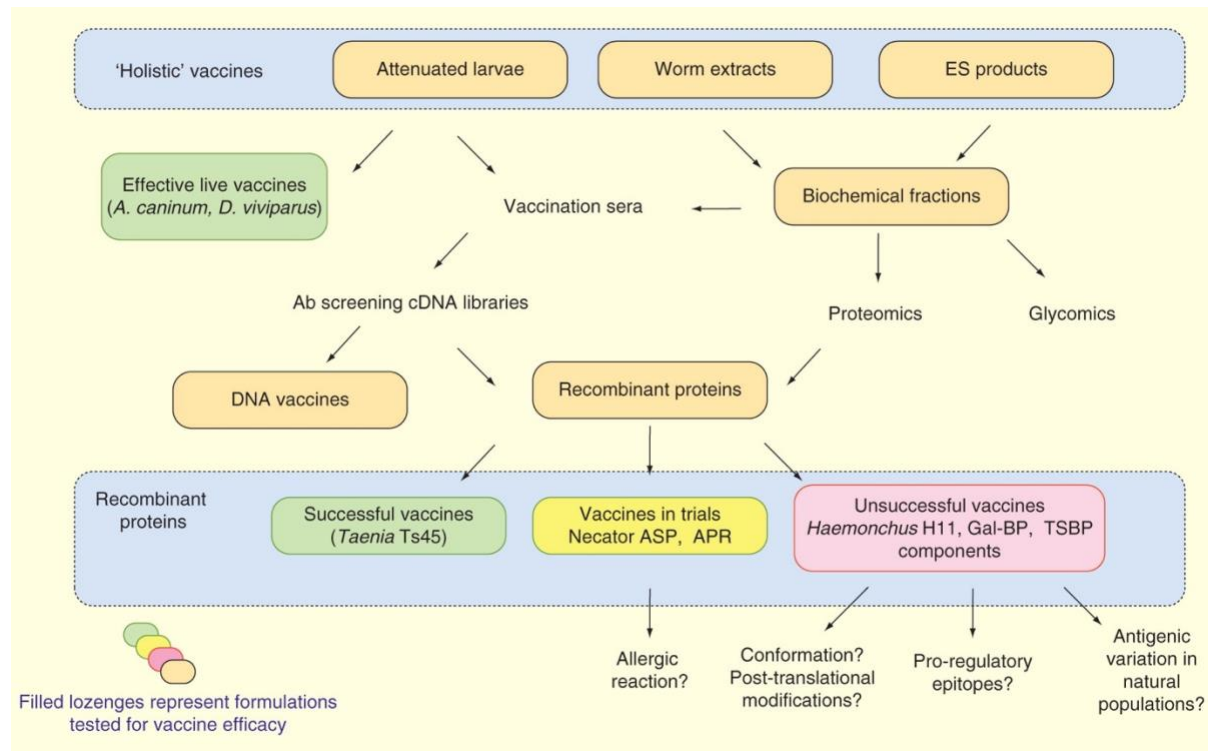 ‘Holistic’ vaccines
Attenuated larvae
Worm extracts
ES products
Effective live vaccines
(A. caninum, D. viviparus)
Vaccination sera
Biochemical fractions
Ab screening cDNA libraries
Proteomics
Glycomics
DNA vaccines
Recombinant proteins
Recombinant
proteins
Successful vaccines
(Taenia Ts45)
Vaccines in trials
Necator ASP, APR
Unsuccessful vaccines
Haemonchus H11, Gal-BP, TSBP
components
Allergic
reaction?
Conformation?
Post-translational
modifications?
Pro-regulatory
epitopes?
Antigenic
variation in
natural
populations?
Filled lozenges represent formulations
tested for vaccine efficacy